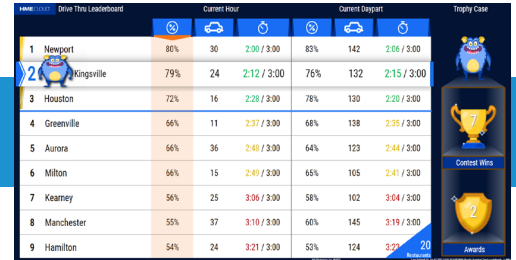 HMECLOUD Drive Thru Leaderboard Current Hour Current Daypart Trophy Case
1 Newport 80% 30 2:00 / 3:00 83% 142 2:06 / 3:00
2 Kingsville 79% 24 2:12 / 3:00 76% 132 2:15 / 3:00
3 Houston 72% 16 2:28 / 3:00 78% 130 2:20 / 3:00
4 Greenville 66% 11 2:37 / 3:00 68% 138 2:35 / 3:00
5 Aurora 66% 36 2:48 / 3:00 64% 123 2:44 / 3:00
6 Milton 66% 15 2:49 / 3:00 65% 105 2:41 / 3:00
7 Kearney 56% 25 3:06 / 3:00 58% 102 3:04 / 3:00
8 Manchester 55% 37 3:10 / 3:00 60% 145 3:19 / 3:00
9 Hamilton 54% 24 3:21 / 3:00 53% 124
20
Restaurants
7
Contest Wins
2
Awards